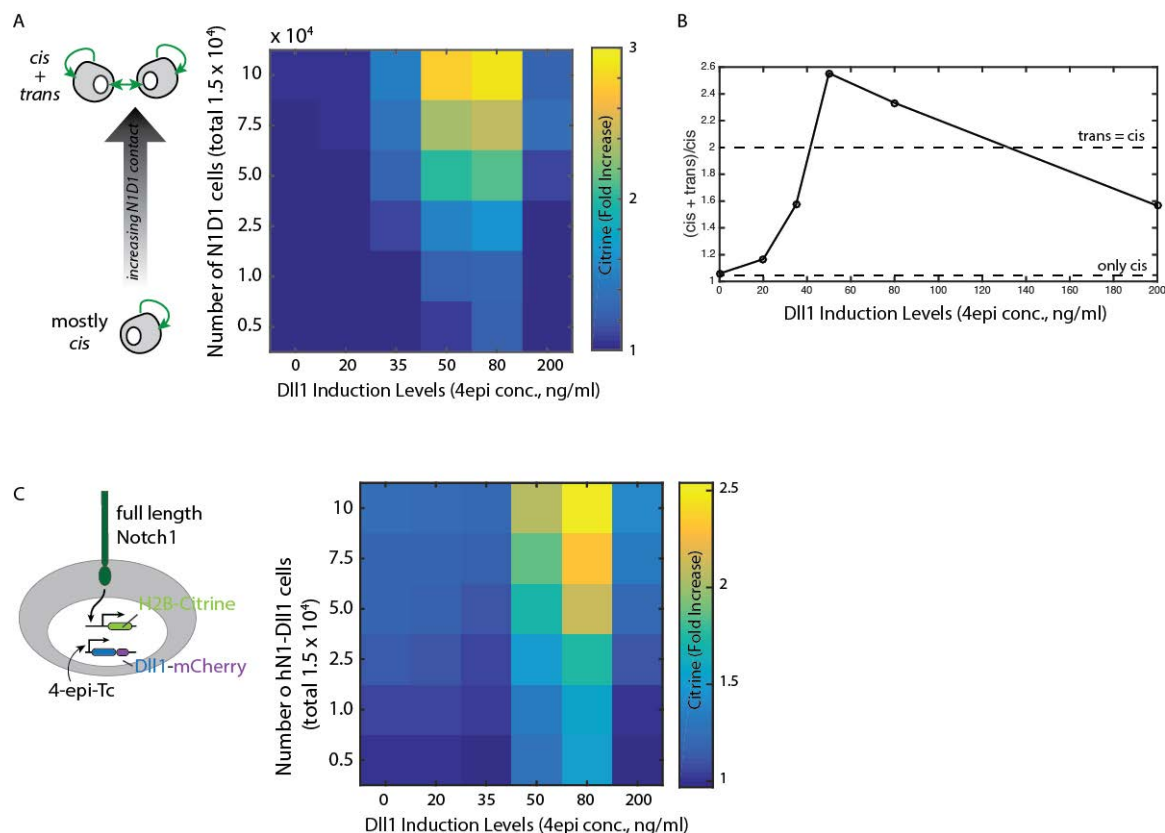 A
cis
+
trans
increasing N1D1 contact
mostly
cis
Number of N1D1 cells (total 1.5 x 10⁴)
x 10⁴
10
7.5
5.0
2.5
1.0
0.5
0 20 35 50 80 200
Dll1 Induction Levels (4epi conc., ng/ml)
Citrine (Fold Increase)
3
2
1
B
(cis + trans)/cis
2.6
2.4
2.2
2
1.8
1.6
1.4
1.2
1
trans = cis
only cis
0 20 40 60 80 100 120 140 160 180 200
Dll1 Induction Levels (4epi conc., ng/ml)
C
full length
Notch1
H2B-Citrine
Dll1-mCherry
4-epi-Tc
Number o hN1-Dll1 cells
(total 1.5 x 10⁴)
10
7.5
5.0
2.5
1.0
0.5
0 20 35 50 80 200
Dll1 Induction Levels (4epi conc., ng/ml)
Citrine (Fold Increase)
2.5
2
1.5
1